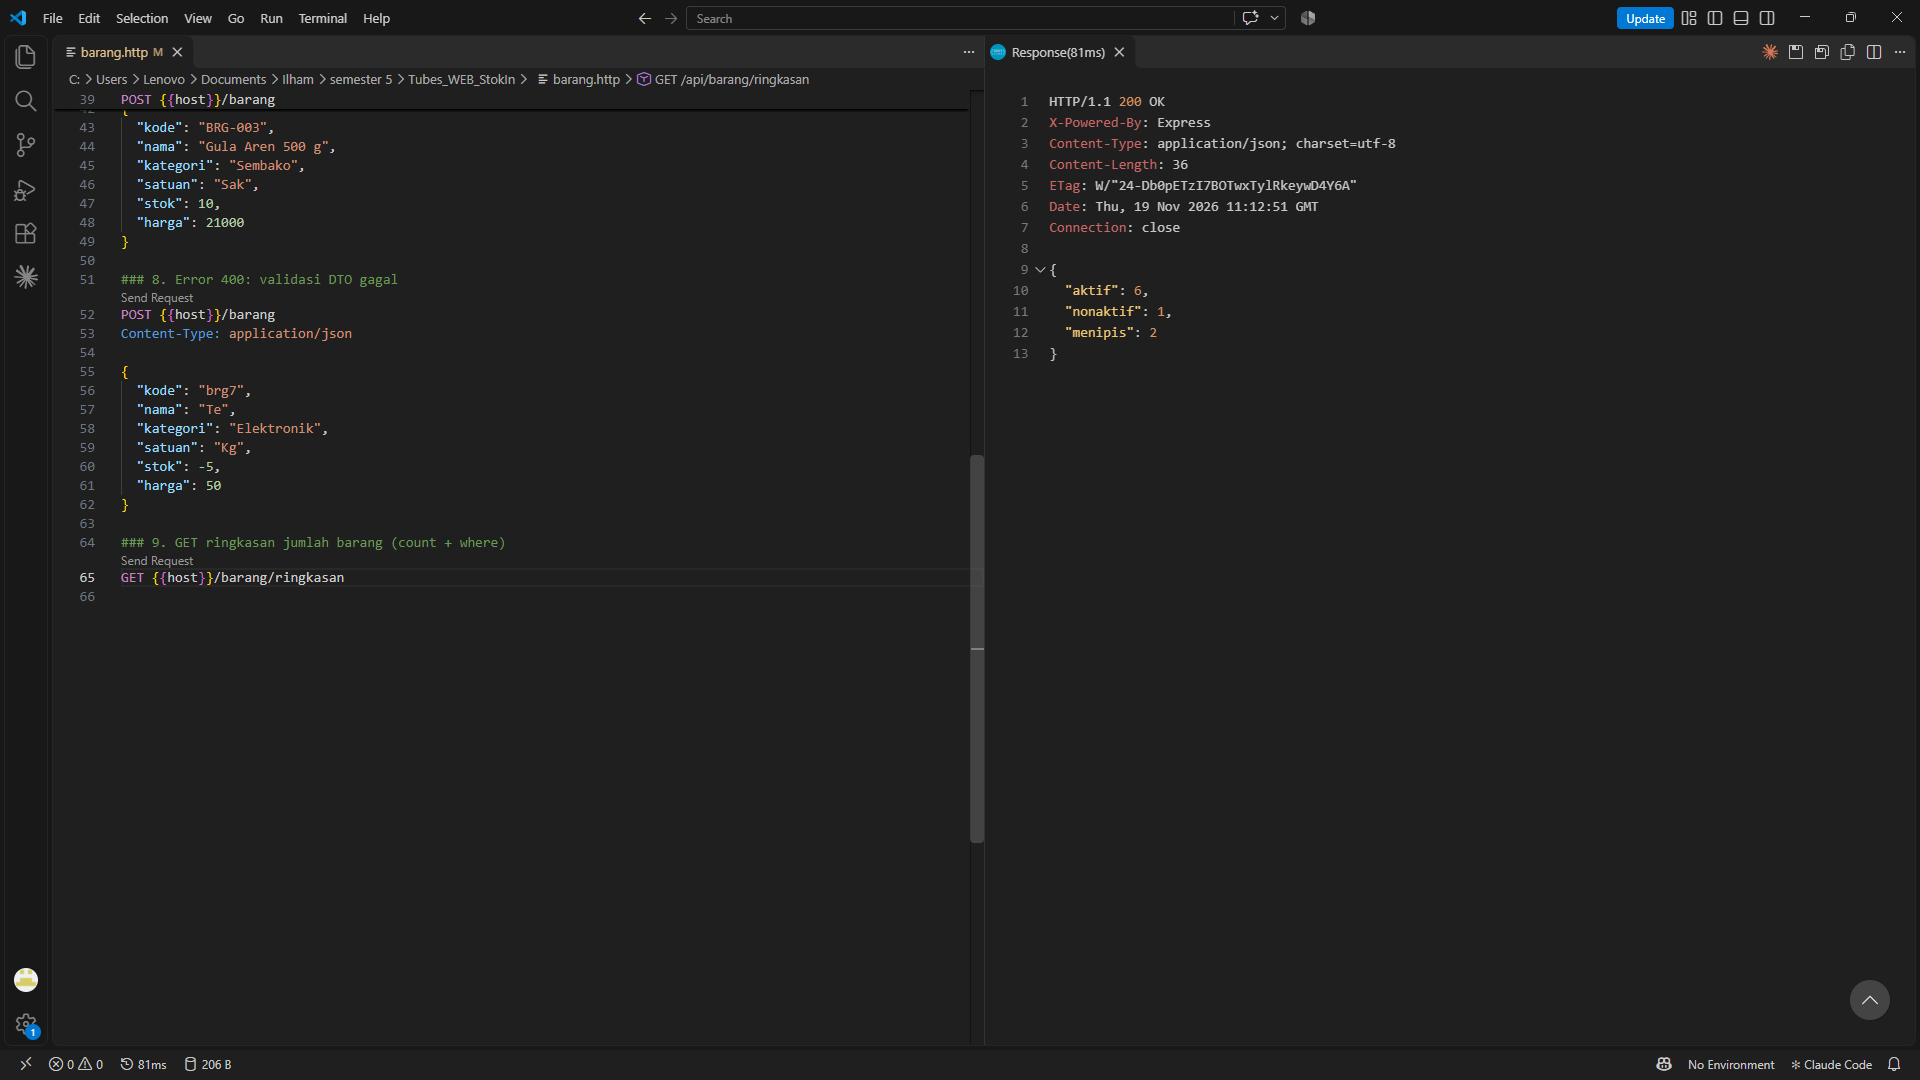 File Edit Selection View Go Run Terminal Help
Search
Update
barang.http M
C: > Users > Lenovo > Documents > Ilham > semester 5 > Tubes_WEB_StokIn > barang.http > GET /api/barang/ringkasan
39 POST {{host}}/barang
43 "kode": "BRG-003",
44 "nama": "Gula Aren 500 g",
45 "kategori": "Sembako",
46 "satuan": "Sak",
47 "stok": 10,
48 "harga": 21000
49 }
50
51 ### 8. Error 400: validasi DTO gagal
Send Request
52 POST {{host}}/barang
53 Content-Type: application/json
54
55 {
56 "kode": "brg7",
57 "nama": "Te",
58 "kategori": "Elektronik",
59 "satuan": "Kg",
60 "stok": -5,
61 "harga": 50
62 }
63
64 ### 9. GET ringkasan jumlah barang (count + where)
Send Request
65 GET {{host}}/barang/ringkasan
66
Response(81ms)
1 HTTP/1.1 200 OK
2 X-Powered-By: Express
3 Content-Type: application/json; charset=utf-8
4 Content-Length: 36
5 ETag: W/"24-Db0pETzI7BOTwxTylRkeywD4Y6A"
6 Date: Thu, 19 Nov 2026 11:12:51 GMT
7 Connection: close
8
9 {
10 "aktif": 6,
11 "nonaktif": 1,
12 "menipis": 2
13 }
1
0 0 81ms 206 B
No Environment Claude Code